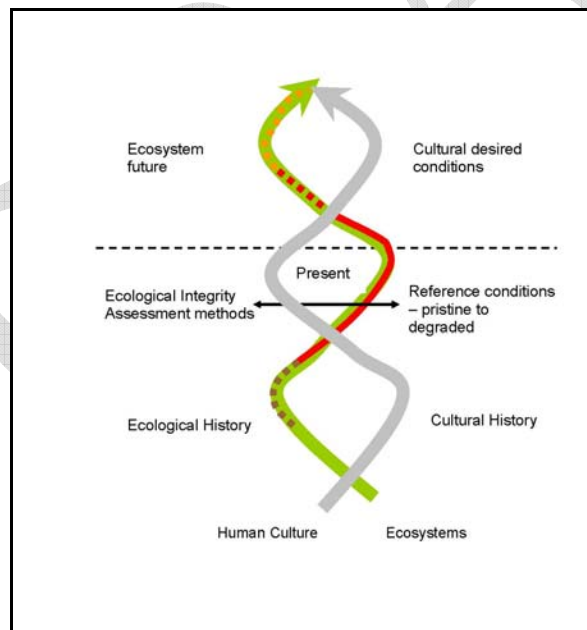 Ecosystem
future
Cultural desired
conditions
Present
Ecological Integrity
Assessment methods
Reference conditions
– pristine to
degraded
Ecological History
Cultural History
Human Culture
Ecosystems